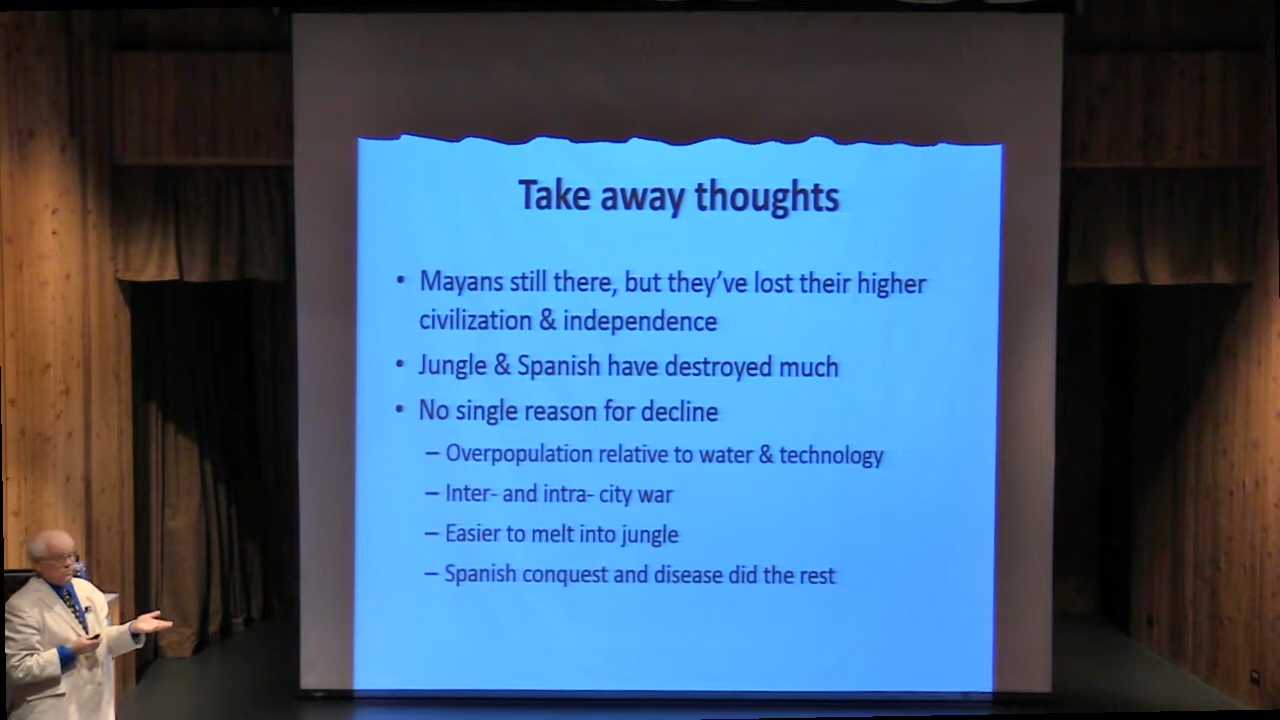 Take away thoughts
• Mayans still there, but they’ve lost their higher
civilization & independence
• Jungle & Spanish have destroyed much
• No single reason for decline
– Overpopulation relative to water & technology
– Inter- and intra- city war
– Easier to melt into jungle
– Spanish conquest and disease did the rest